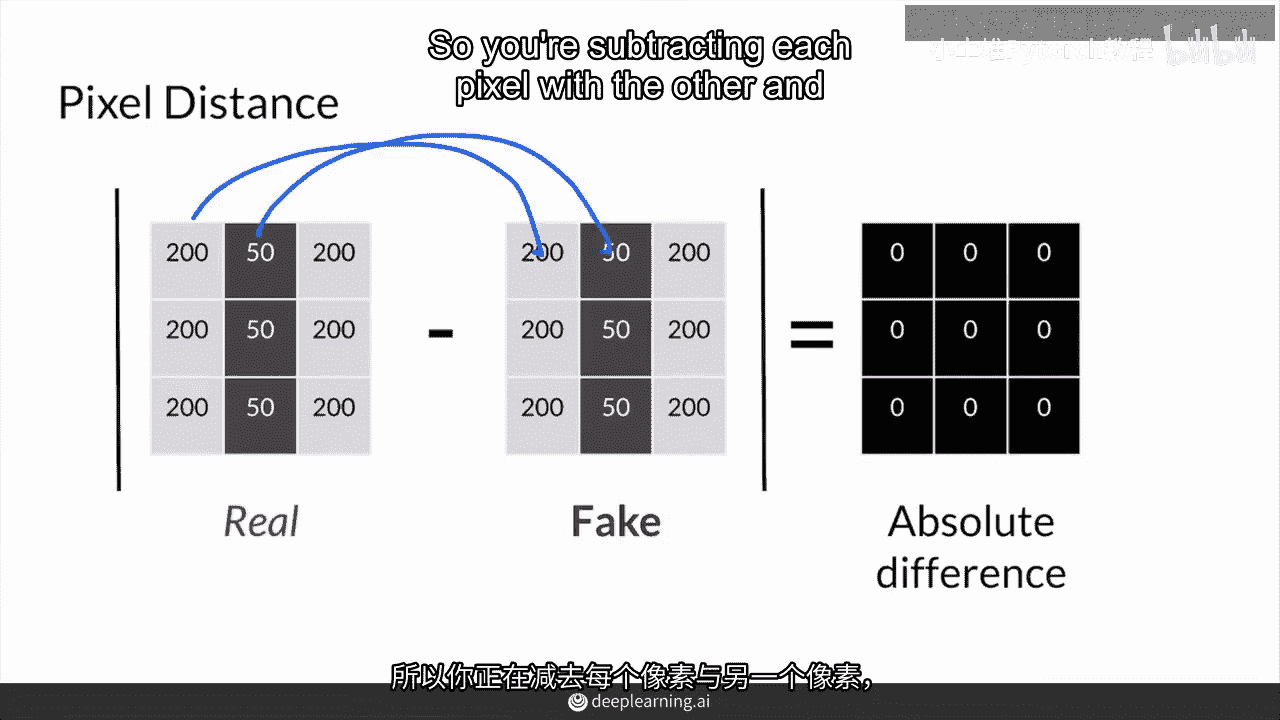 So you're subtracting each
pixel with the other and
Pixel Distance
200 50 200 200 50 200 0 0 0
200 50 200 - 200 50 200 = 0 0 0
200 50 200 200 50 200 0 0 0
Real Fake Absolute
difference
所以你正在减去每个像素与另一个像素，
deeplearning.ai
bilibili